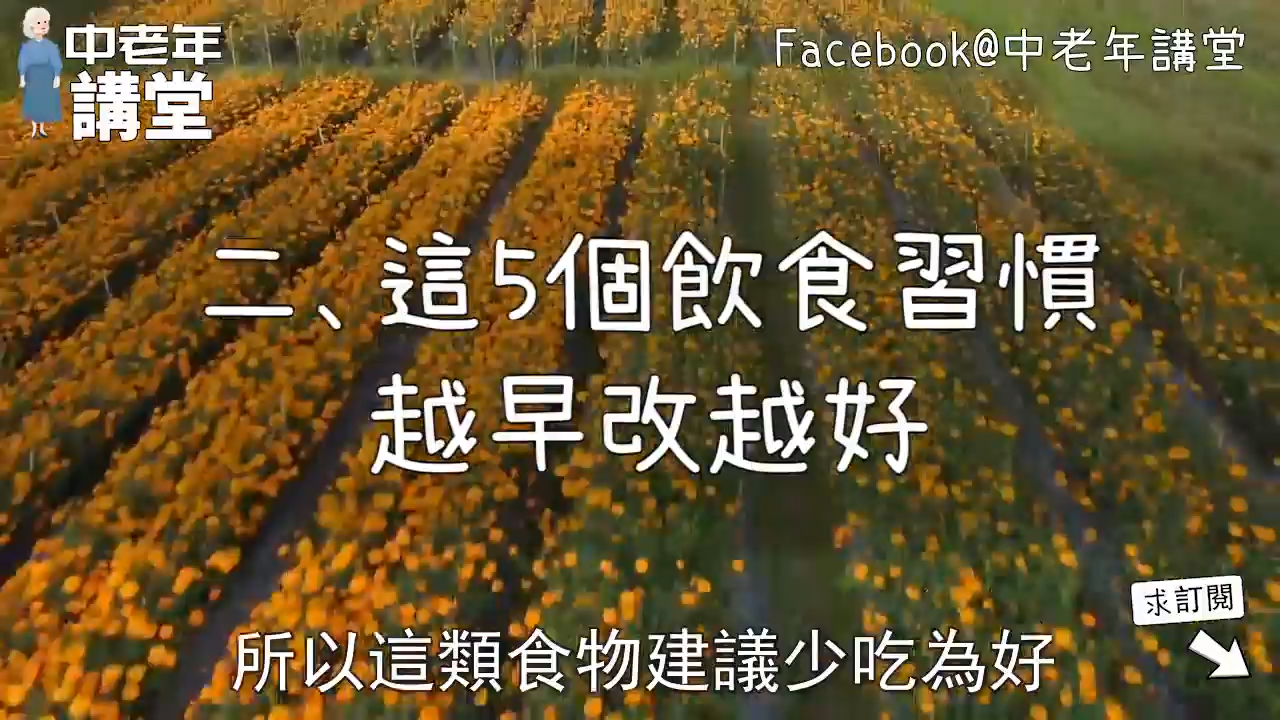 中老年
講堂
Facebook@中老年講堂
二、這5個飲食習慣
越早改越好
求訂閱
所以這類食物建議少吃為好